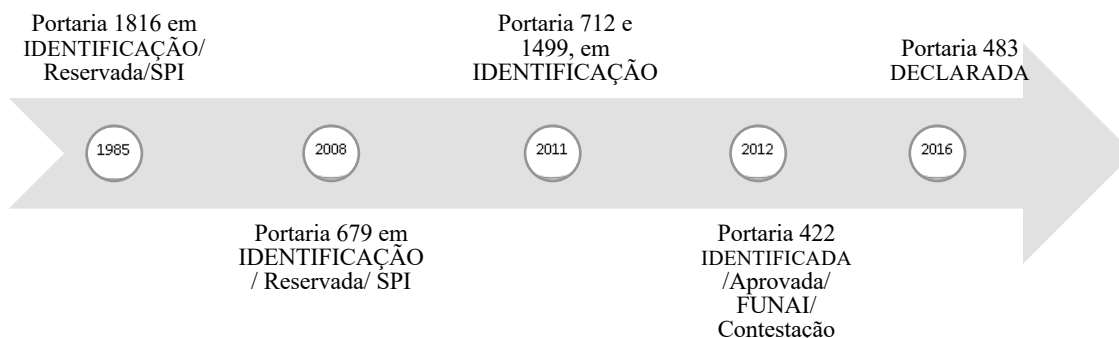 Portaria 1816 em
IDENTIFICAÇÃO/
Reservada/SPI
Portaria 712 e
1499, em
IDENTIFICAÇÃO
Portaria 483
DECLARADA
1985
2008
2011
2012
2016
Portaria 679 em
IDENTIFICAÇÃO
/ Reservada/ SPI
Portaria 422
IDENTIFICADA
/Aprovada/
FUNAI/
Contestação